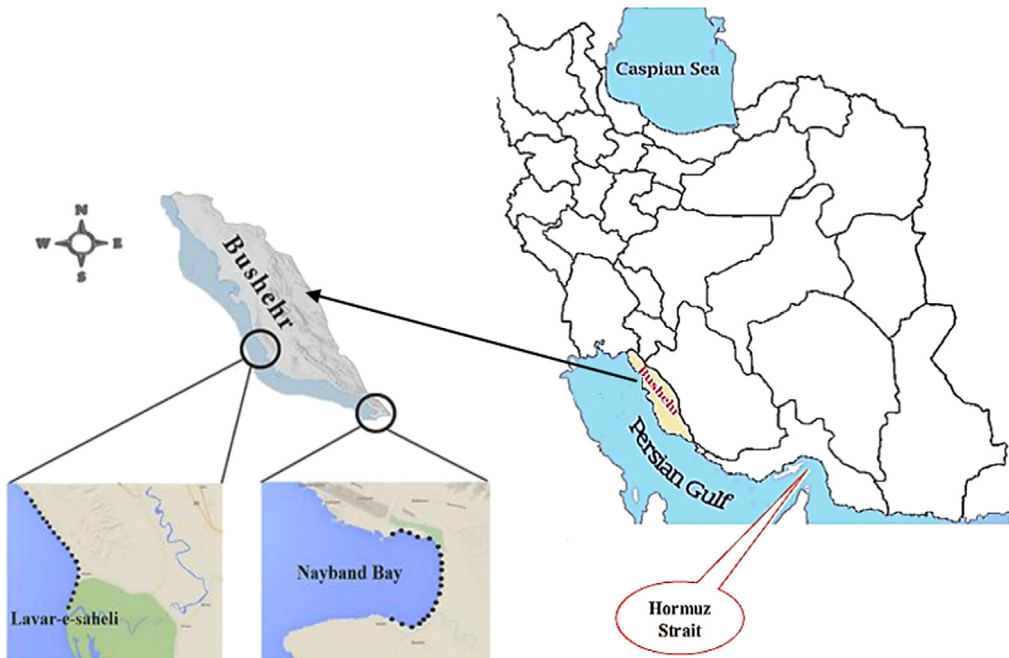 Caspian Sea
N
W E
S
Bushehr
Bushehr
Persian Gulf
Lavar-e-saheli
Nayband Bay
Hormuz
Strait